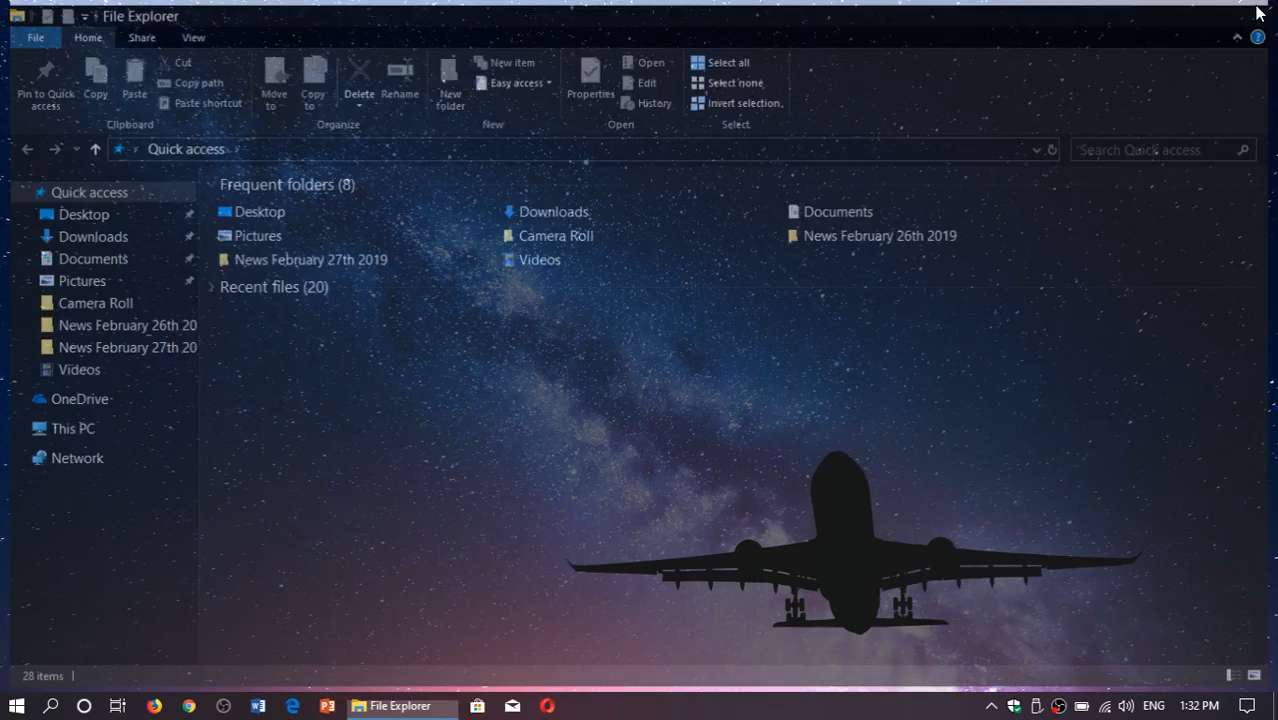 File Explorer
File Home Share View
Pin to Quick access
Copy
Paste
Cut
Copy path
Paste shortcut
Clipboard
Move to
Copy to
Delete
Rename
Organize
New folder
New item
Easy access
New
Properties
Open
Edit
History
Open
Select all
Select none
Invert selection
Select
Quick access
Search Quick access
Quick access
Desktop
Downloads
Documents
Pictures
Camera Roll
News February 26th 20
News February 27th 20
Videos
OneDrive
This PC
Network
Frequent folders (8)
Desktop Downloads Documents
Pictures Camera Roll News February 26th 2019
News February 27th 2019 Videos
Recent files (20)
28 items
File Explorer
ENG 1:32 PM